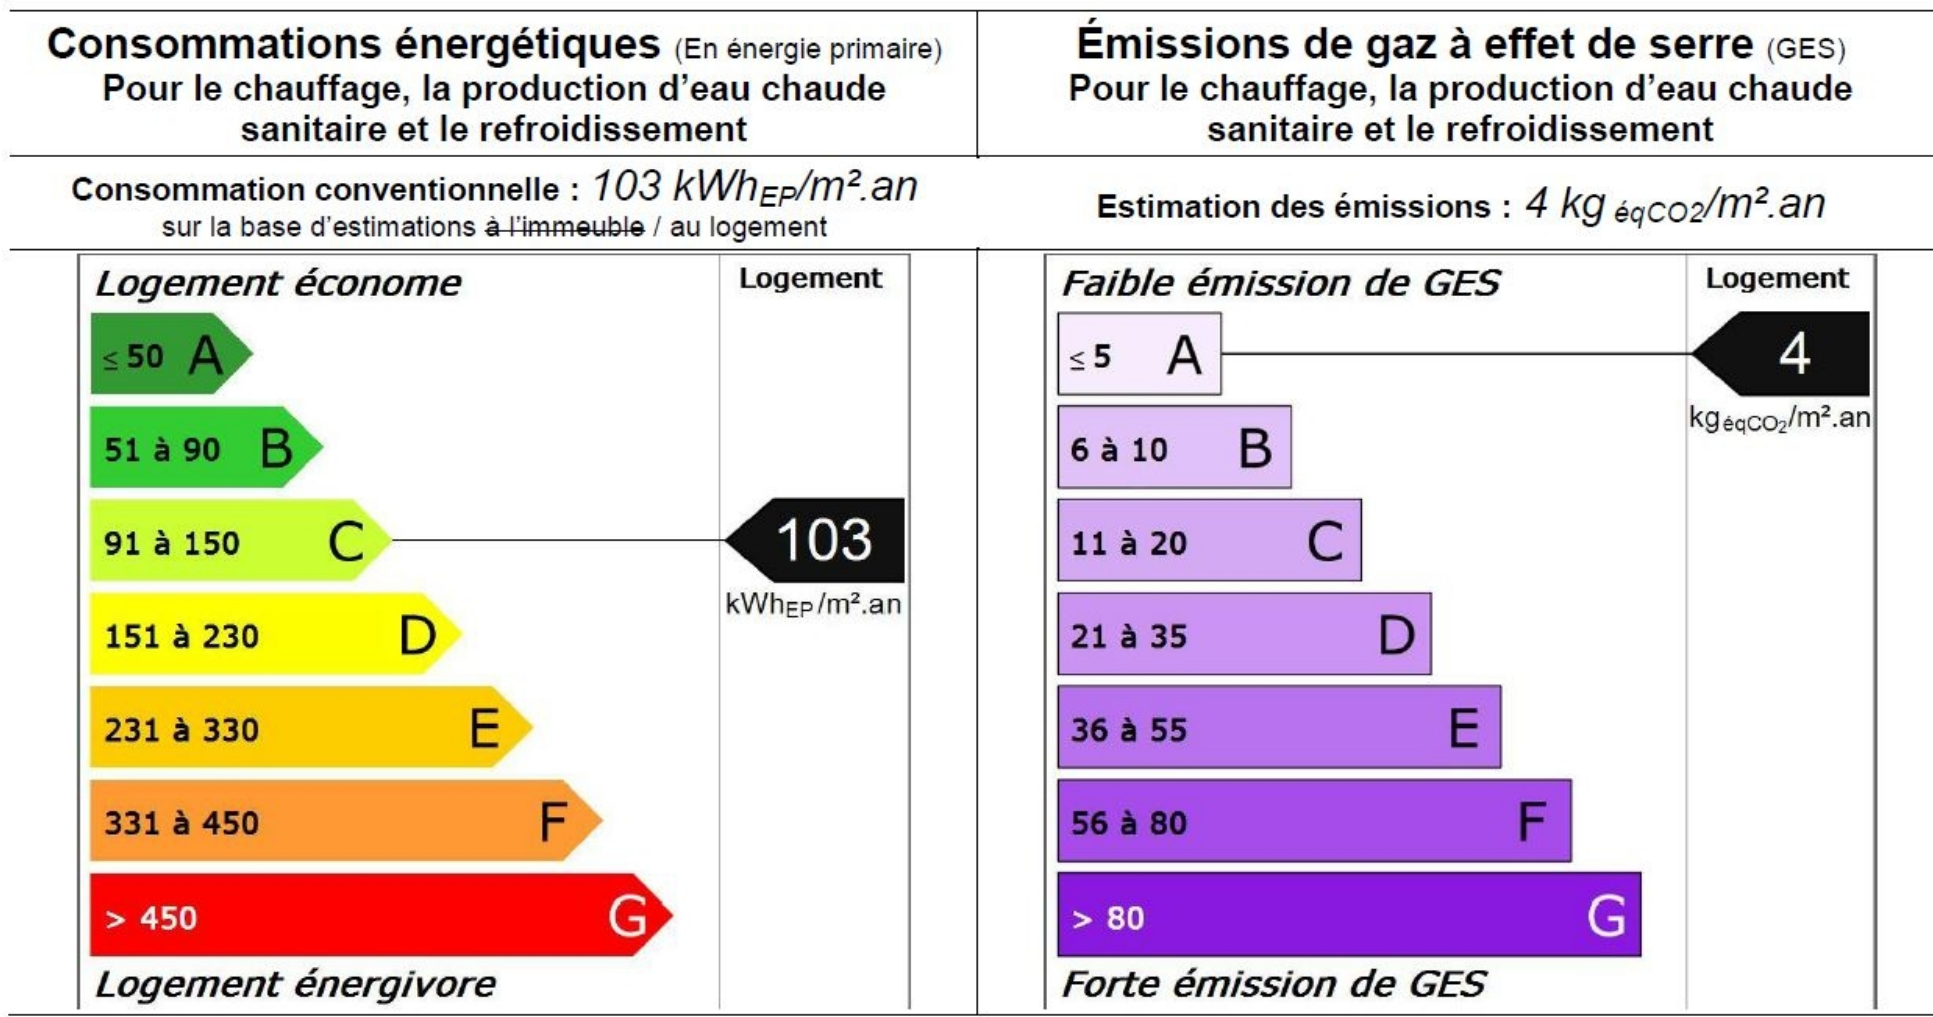 Consommations énergétiques (En énergie primaire)
Pour le chauffage, la production d'eau chaude
sanitaire et le refroidissement
Consommation conventionnelle : 103 kWhEP/m².an
sur la base d'estimations à l'immeuble / au logement
Logement économe
Logement
≤ 50 A
51 à 90 B
91 à 150 C
103
kWhEP/m².an
151 à 230 D
231 à 330 E
331 à 450 F
> 450 G
Logement énergivore
Émissions de gaz à effet de serre (GES)
Pour le chauffage, la production d'eau chaude
sanitaire et le refroidissement
Estimation des émissions : 4 kg éqCO2/m².an
Faible émission de GES
Logement
≤ 5 A
4
kgéqCO2/m².an
6 à 10 B
11 à 20 C
21 à 35 D
36 à 55 E
56 à 80 F
> 80 G
Forte émission de GES